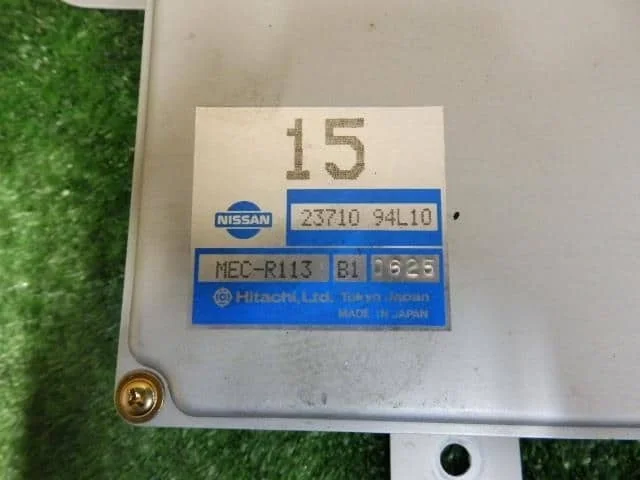 15
NISSAN 23710 94L10
MEC-R113 B1 0625
Hitachi, Ltd. Tokyo Japan
MADE IN JAPAN